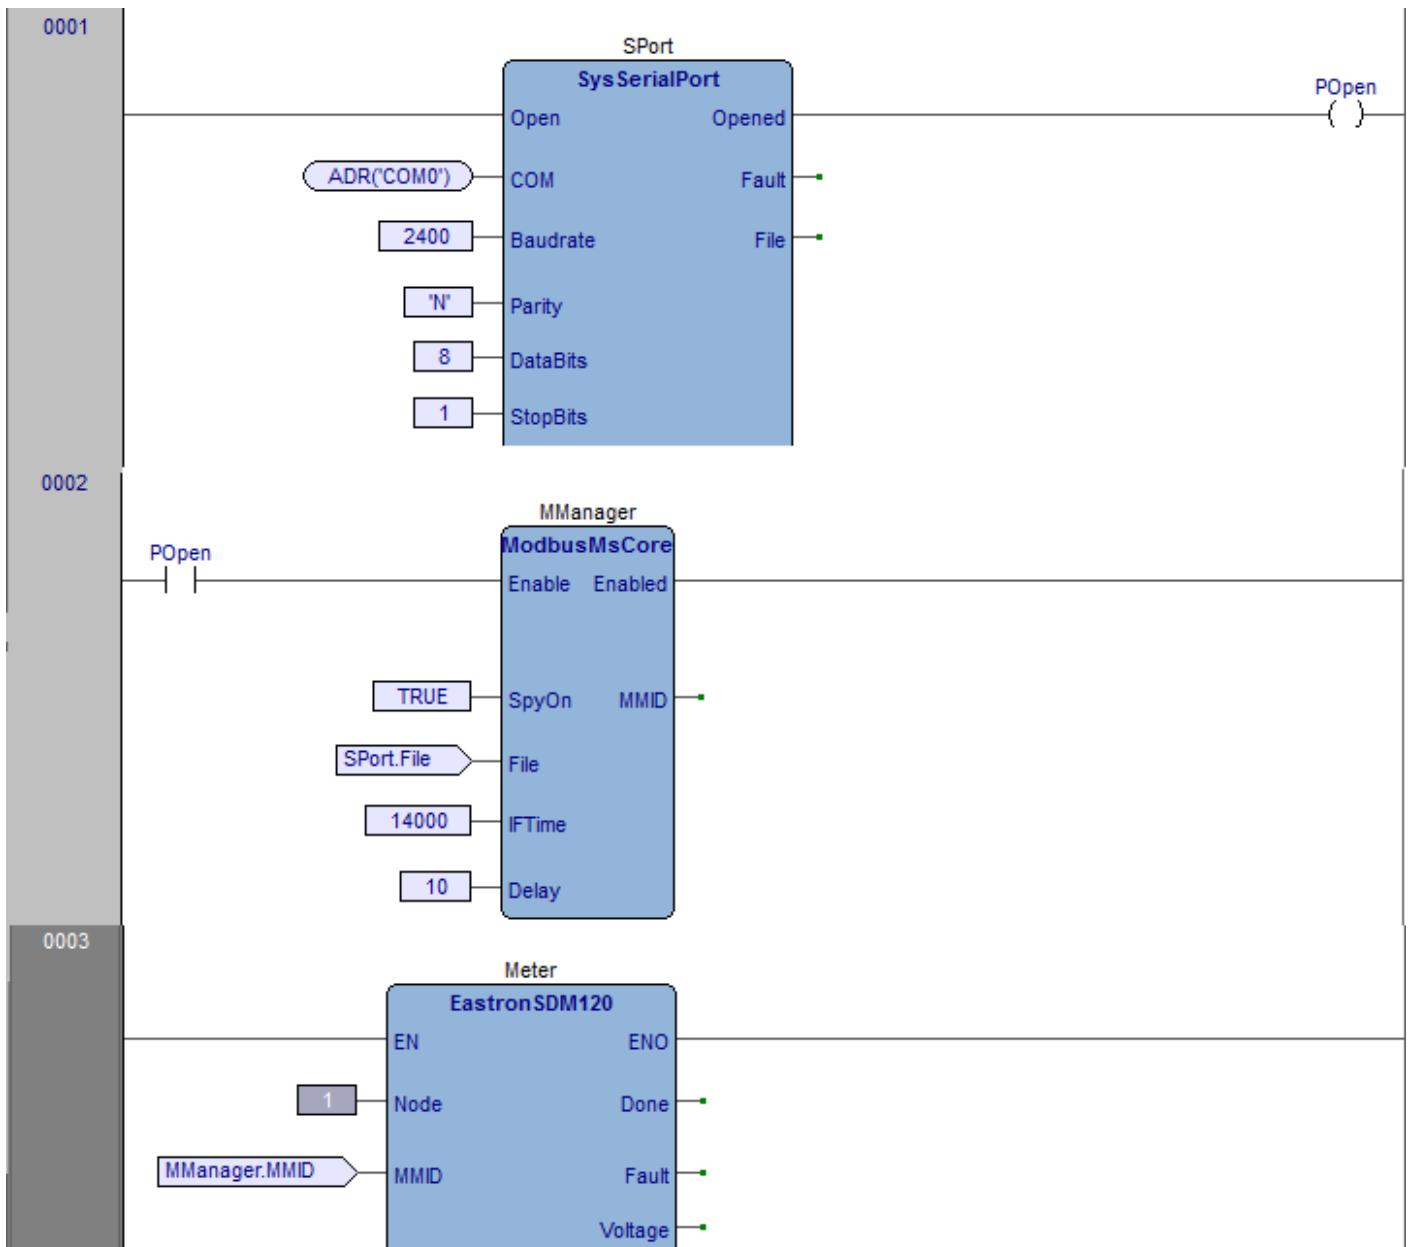 0001
SPort
SysSerialPort
POpen
Open Opened
ADR('COM0') COM Fault
2400 Baudrate File
'N' Parity
8 DataBits
1 StopBits
0002
MManager
ModbusMsCore
POpen
Enable Enabled
TRUE SpyOn MMID
SPort.File File
14000 IFTime
10 Delay
0003
Meter
EastronSDM120
EN ENO
1 Node Done
MManager.MMID MMID Fault
Voltage